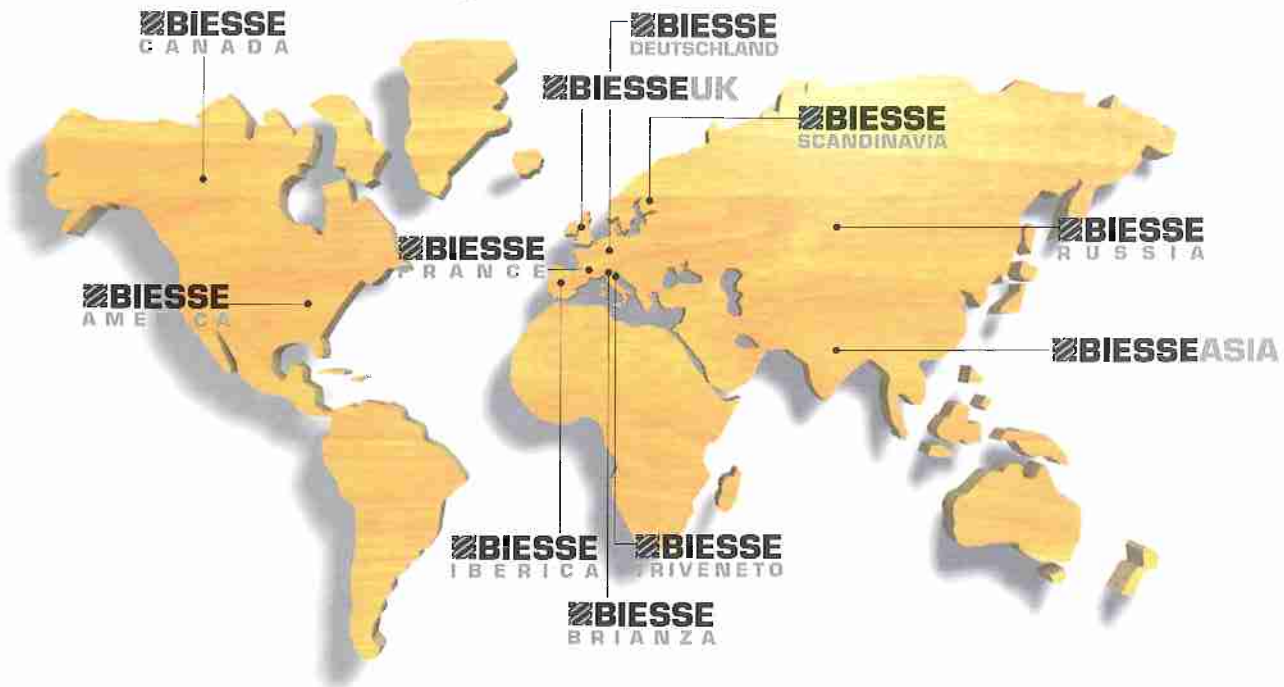 BIESSE
CANADA
BIESSE
DEUTSCHLAND
BIESSEUK
BIESSE
SCANDINAVIA
BIESSE
RUSSIA
BIESSE
FRANCE
BIESSE
AMERICA
BIESSEASIA
BIESSE
IBERICA
BIESSE
TRIVENETO
BIESSE
BRIANZA